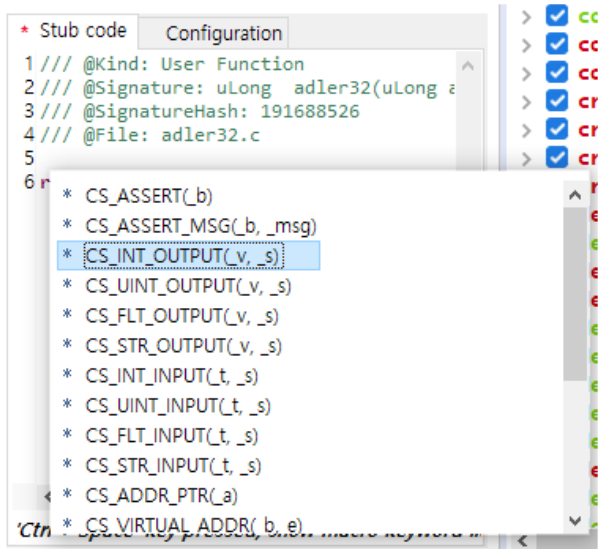 * Stub code
Configuration
1 /// @Kind: User Function
2 /// @Signature: uLong adler32(uLong
3 /// @SignatureHash: 191688526
4 /// @File: adler32.c
5
6 r
* CS_ASSERT(_b)
* CS_ASSERT_MSG(_b, _msg)
* CS_INT_OUTPUT(_v, _s)
* CS_UINT_OUTPUT(_v, _s)
* CS_FLT_OUTPUT(_v, _s)
* CS_STR_OUTPUT(_v, _s)
* CS_INT_INPUT(_t, _s)
* CS_UINT_INPUT(_t, _s)
* CS_FLT_INPUT(_t, _s)
* CS_STR_INPUT(_t, _s)
* CS_ADDR_PTR(_a)
* CS_VIRTUAL_ADDR(_b, e)